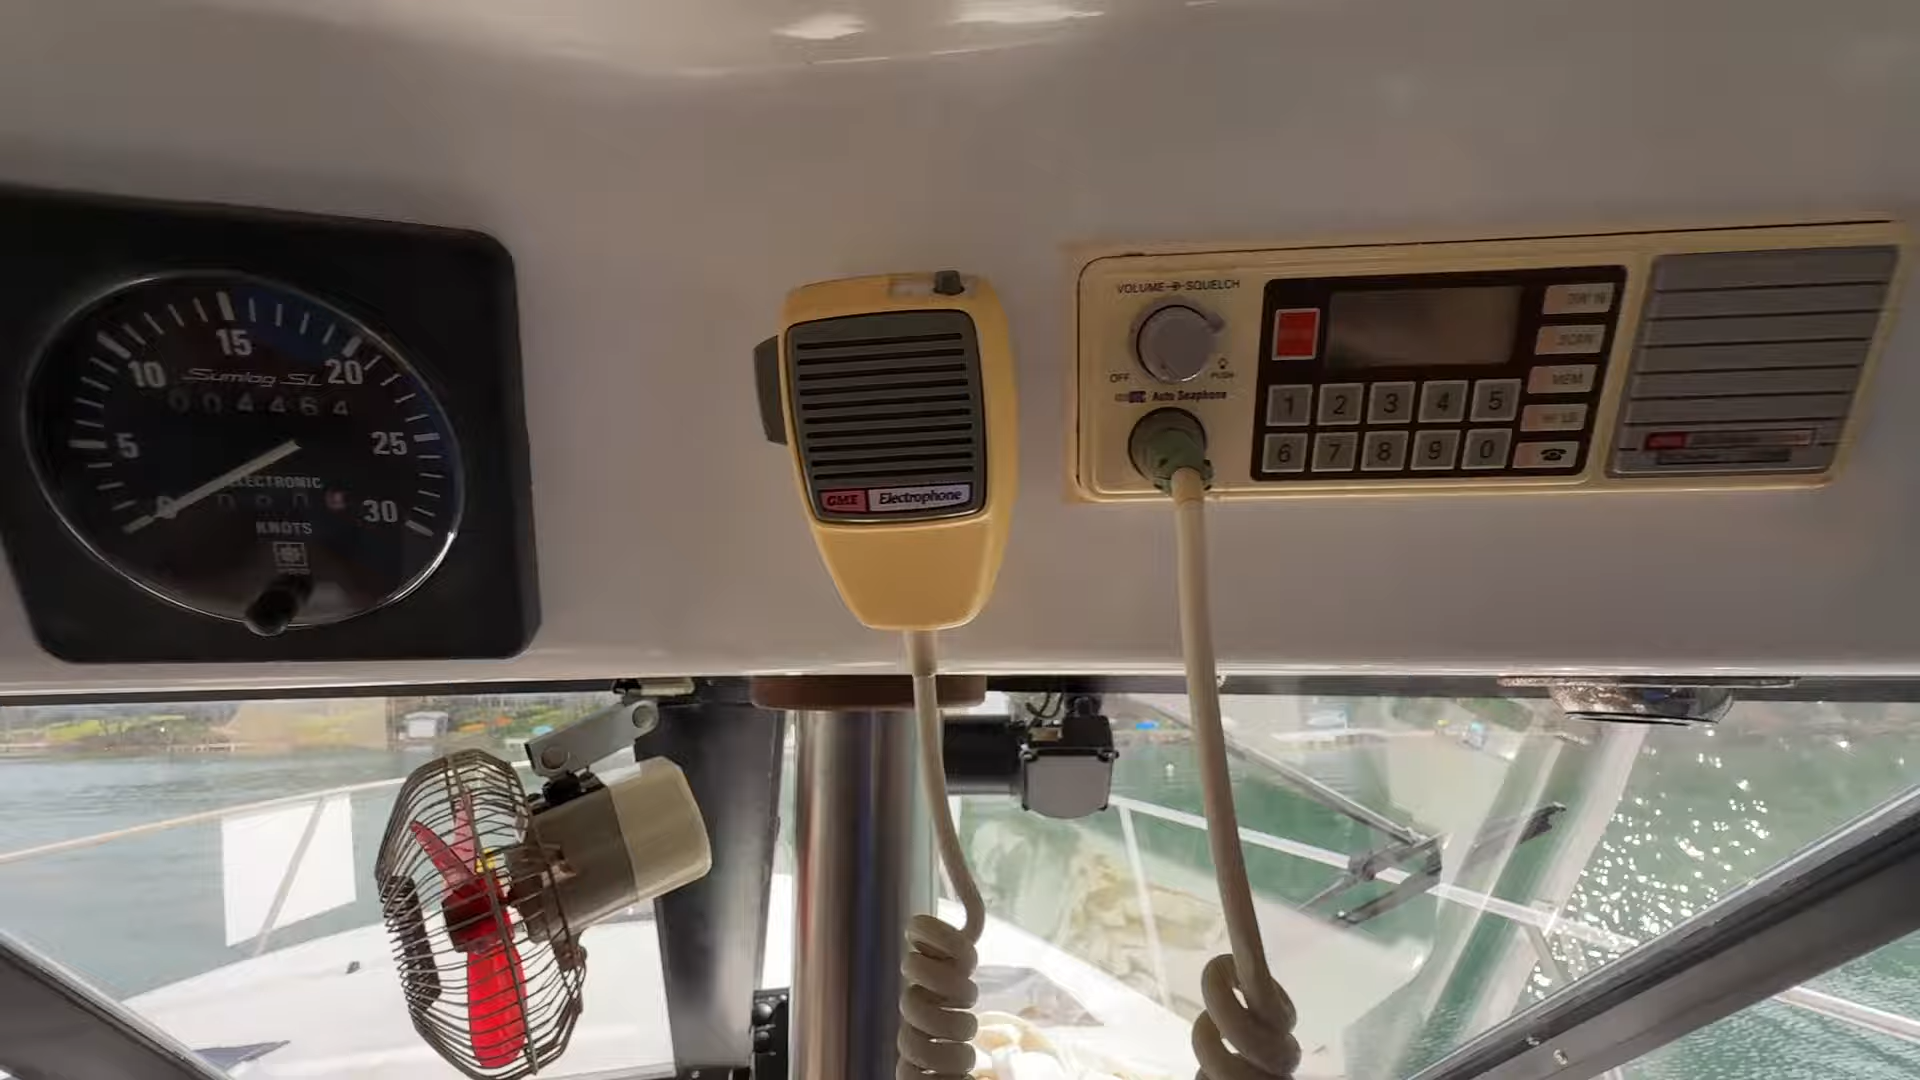 15
10
20
Sumlog SL
004464
5
25
ELECTRONIC
0
30
KNOTS
GME Electrophone
VOLUME SQUELCH
OFF
PUSH
Auto Seaphone
1 2 3 4 5
6 7 8 9 0
SCAN
MEM